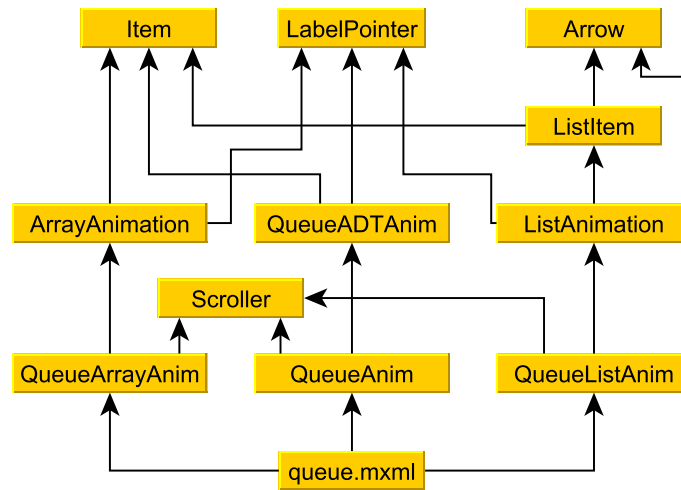 Item
LabelPointer
Arrow
ListItem
ArrayAnimation
QueueADTAnim
ListAnimation
Scroller
QueueArrayAnim
QueueAnim
QueueListAnim
queue.mxml